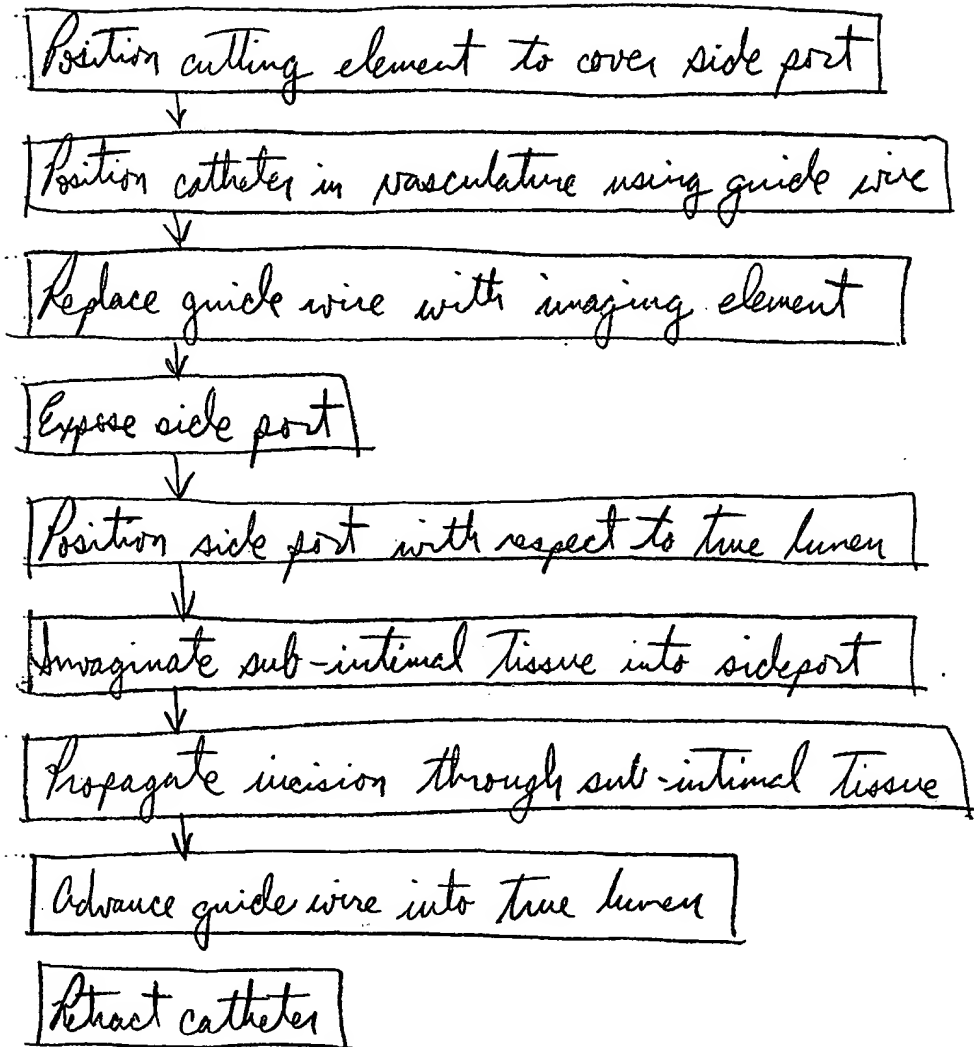 Position cutting element to cover side port
Position catheter in vasculature using guide wire
Replace guide wire with imaging element
Expose side port
Position side port with respect to true lumen
Invaginate sub-intimal tissue into sideport
Propagate incision through sub-intimal tissue
Advance guide wire into true lumen
Retract catheter